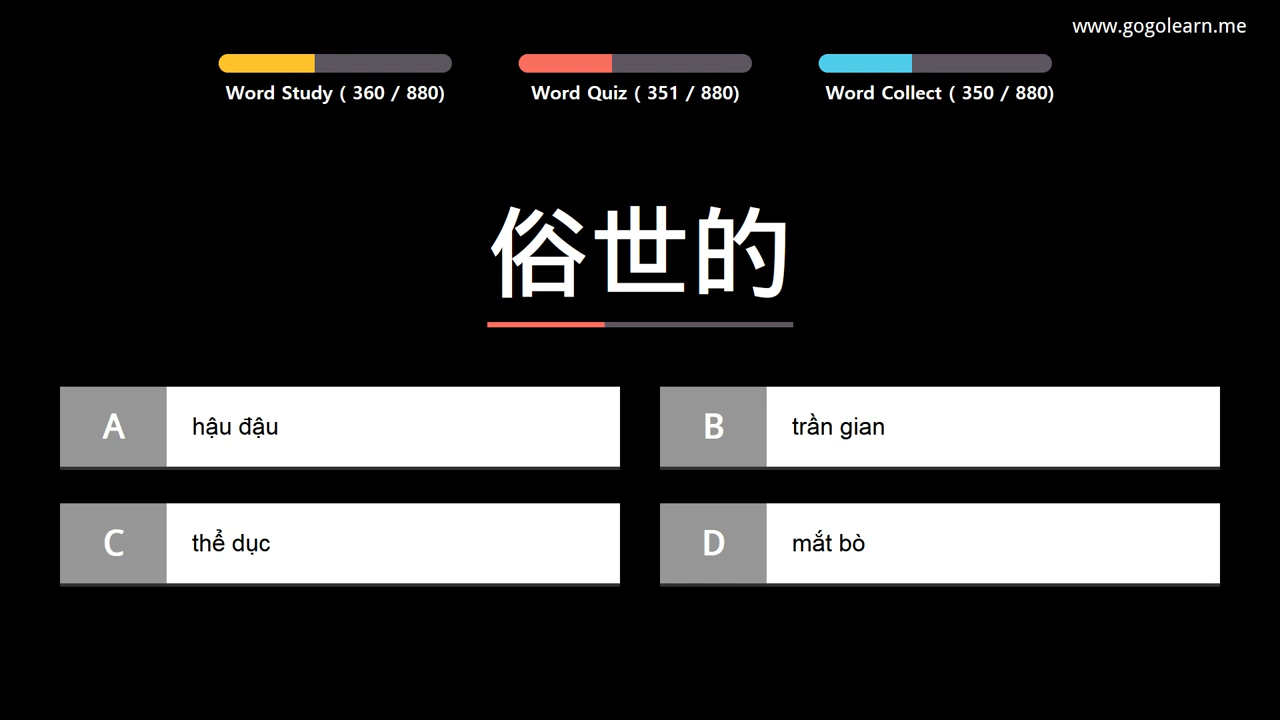 www.gogolearn.me
Word Study ( 360 / 880)
Word Quiz ( 351 / 880)
Word Collect ( 350 / 880)
俗世的
A hậu đậu
B trần gian
C thể dục
D mắt bò